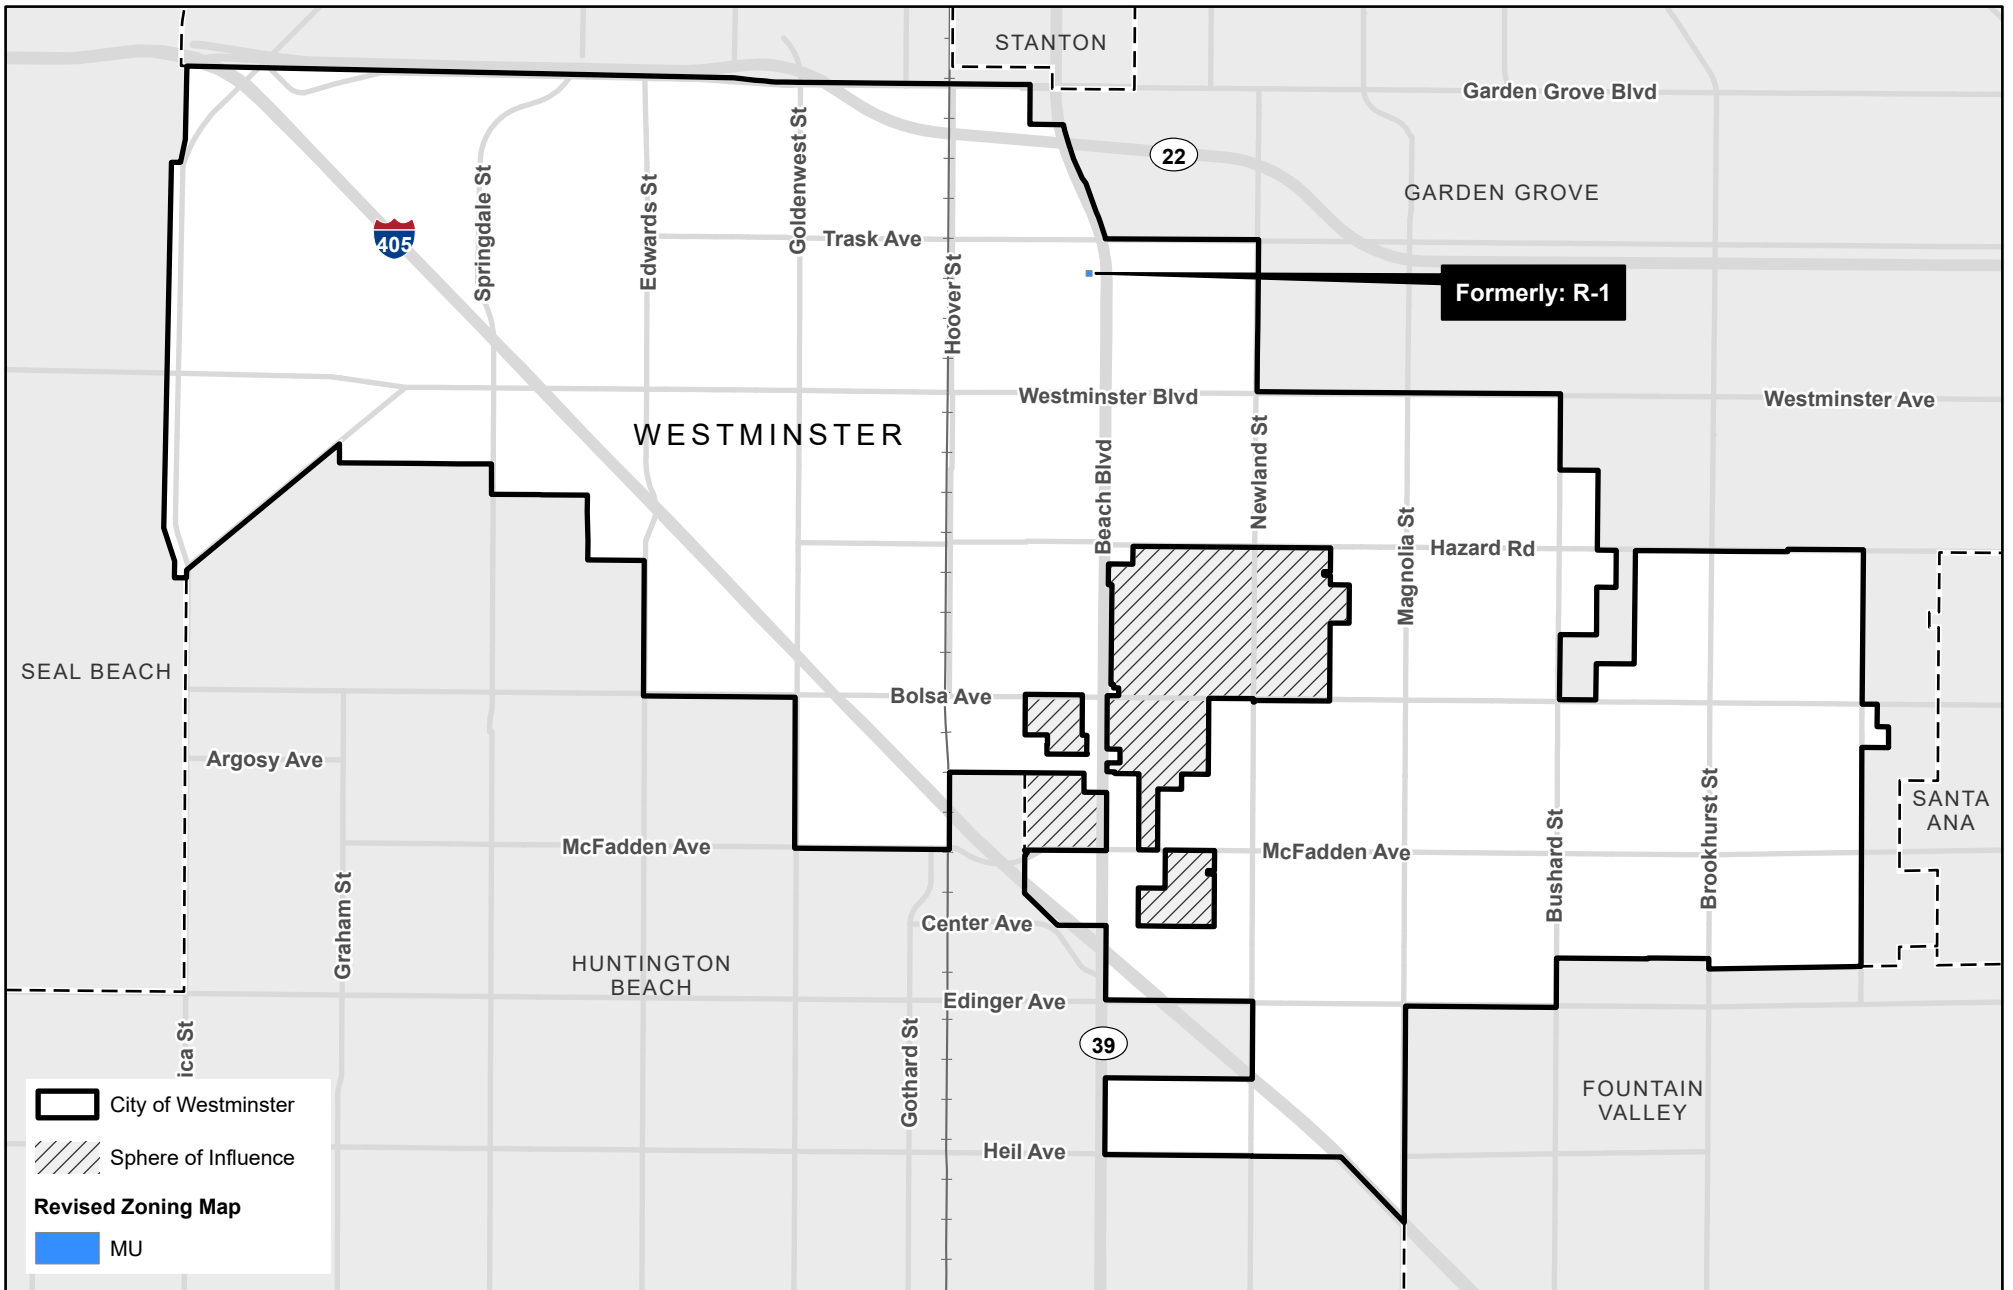 STANTON
Garden Grove Blvd
22
GARDEN GROVE
Springdale St
Edwards St
Goldenwest St
405
Trask Ave
Hoover St
Formerly: R-1
Westminster Blvd
Westminster Ave
WESTMINSTER
Beach Blvd
Newland St
Magnolia St
Hazard Rd
SEAL BEACH
Bolsa Ave
Argosy Ave
SANTA
ANA
McFadden Ave
McFadden Ave
Bushard St
Brookhurst St
Graham St
Center Ave
HUNTINGTON
BEACH
Edinger Ave
39
ica St
Gothard St
FOUNTAIN
VALLEY
Heil Ave
City of Westminster
Sphere of Influence
Revised Zoning Map
MU